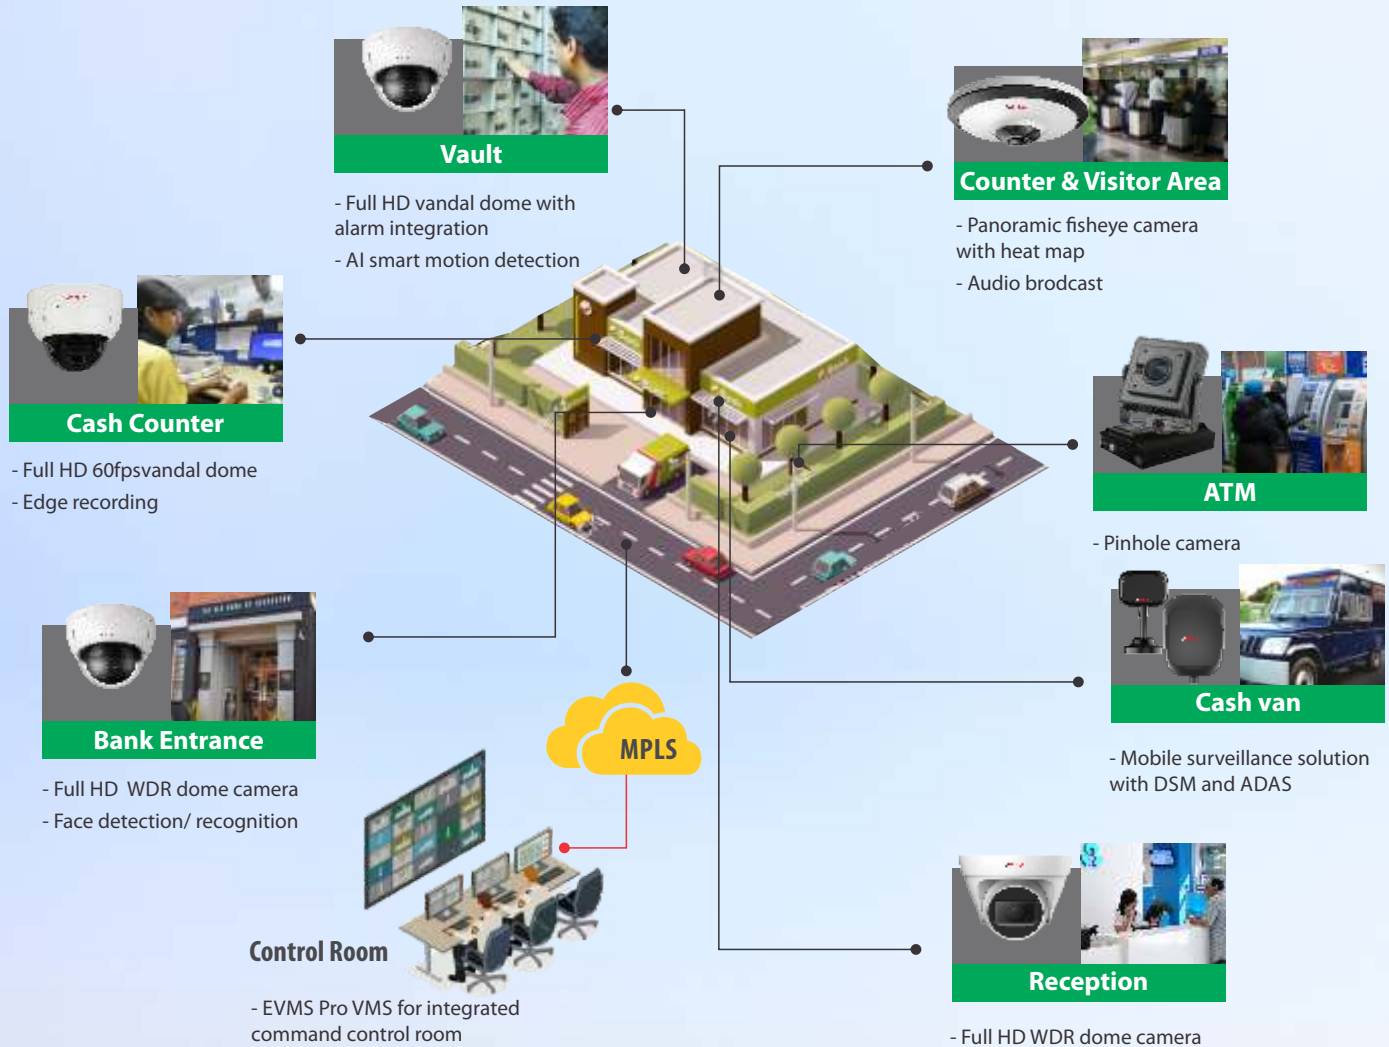 Vault
- Full HD vandal dome with
alarm integration
- AI smart motion detection
Counter & Visitor Area
- Panoramic fisheye camera
with heat map
- Audio brodcast
Cash Counter
- Full HD 60fpsvandal dome
- Edge recording
ATM
- Pinhole camera
Bank Entrance
- Full HD WDR dome camera
- Face detection/ recognition
Cash van
- Mobile surveillance solution
with DSM and ADAS
MPLS
Control Room
- EVMS Pro VMS for integrated
command control room
Reception
- Full HD WDR dome camera